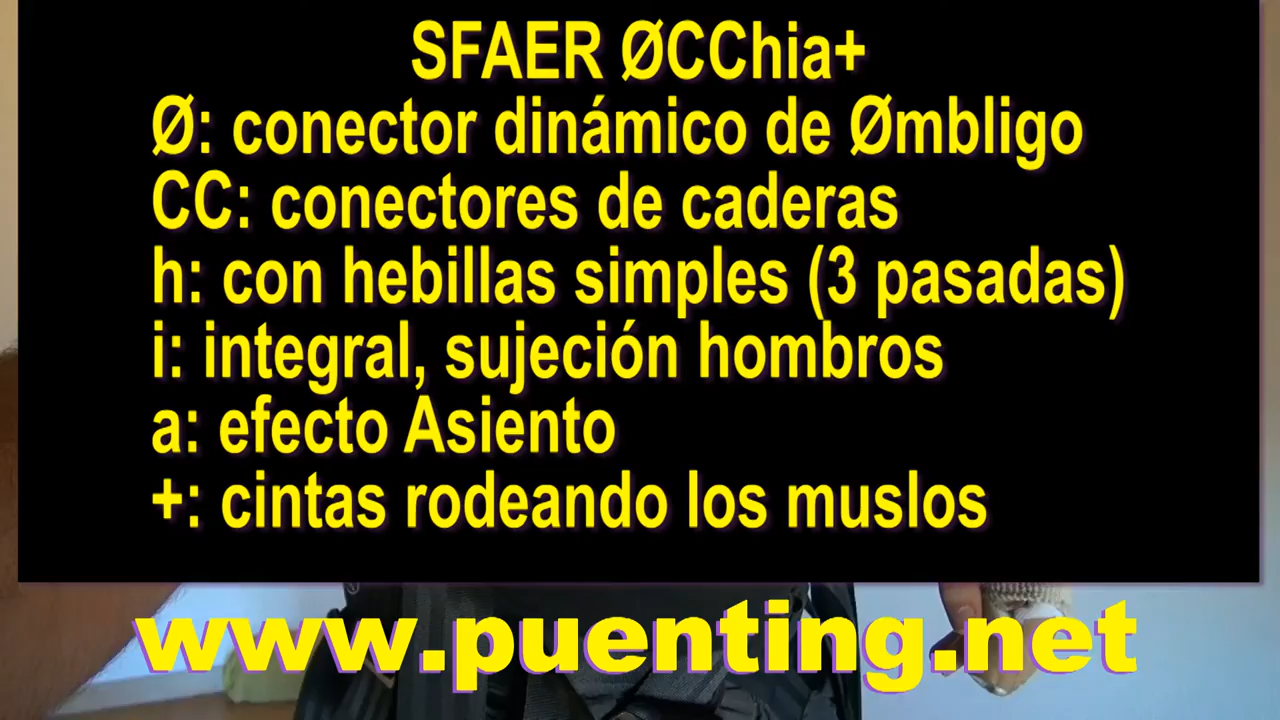 SFAER ØCChia+
Ø: conector dinámico de Ømbligo
CC: conectores de caderas
h: con hebillas simples (3 pasadas)
i: integral, sujeción hombros
a: efecto Asiento
+: cintas rodeando los muslos
www.puenting.net